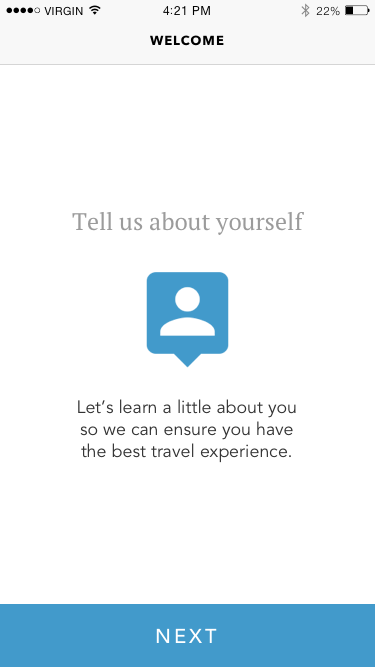 VIRGIN 4:21 PM 22%
WELCOME
Tell us about yourself
Let’s learn a little about you
so we can ensure you have
the best travel experience.
NEXT